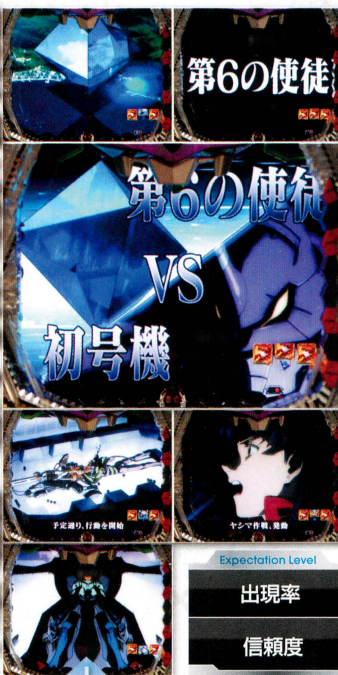 第6の使徒
第6の使徒
VS
初号機
予定通り、行動を開始
ヤシマ作戦、発動
Expectation Level
出現率
信頼度